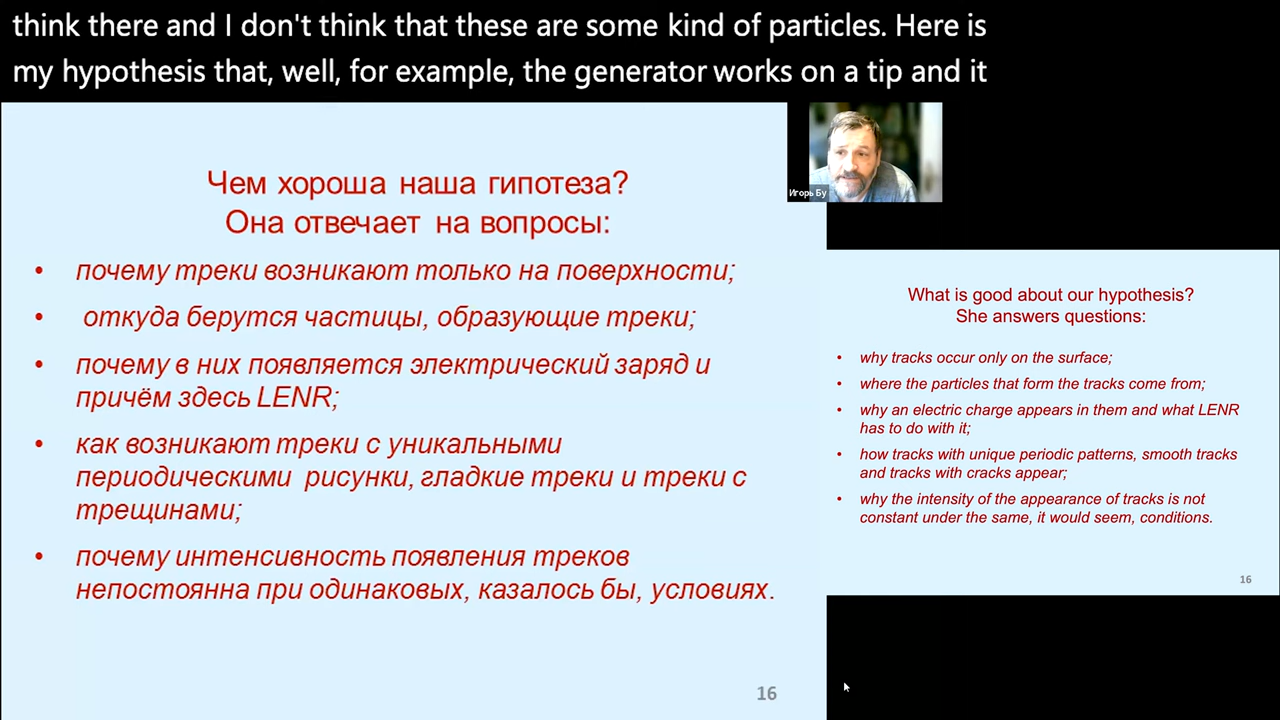 think there and I don't think that these are some kind of particles. Here is
my hypothesis that, well, for example, the generator works on a tip and it
Игорь Бу
Чем хороша наша гипотеза?
Она отвечает на вопросы:
• почему треки возникают только на поверхности;
• откуда берутся частицы, образующие треки;
• почему в них появляется электрический заряд и
причём здесь LENR;
• как возникают треки с уникальными
периодическими рисунки, гладкие треки и треки с
трещинами;
• почему интенсивность появления треков
непостоянна при одинаковых, казалось бы, условиях.
16
What is good about our hypothesis?
She answers questions:
• why tracks occur only on the surface;
• where the particles that form the tracks come from;
• why an electric charge appears in them and what LENR
has to do with it;
• how tracks with unique periodic patterns, smooth tracks
and tracks with cracks appear;
• why the intensity of the appearance of tracks is not
constant under the same, it would seem, conditions.
16